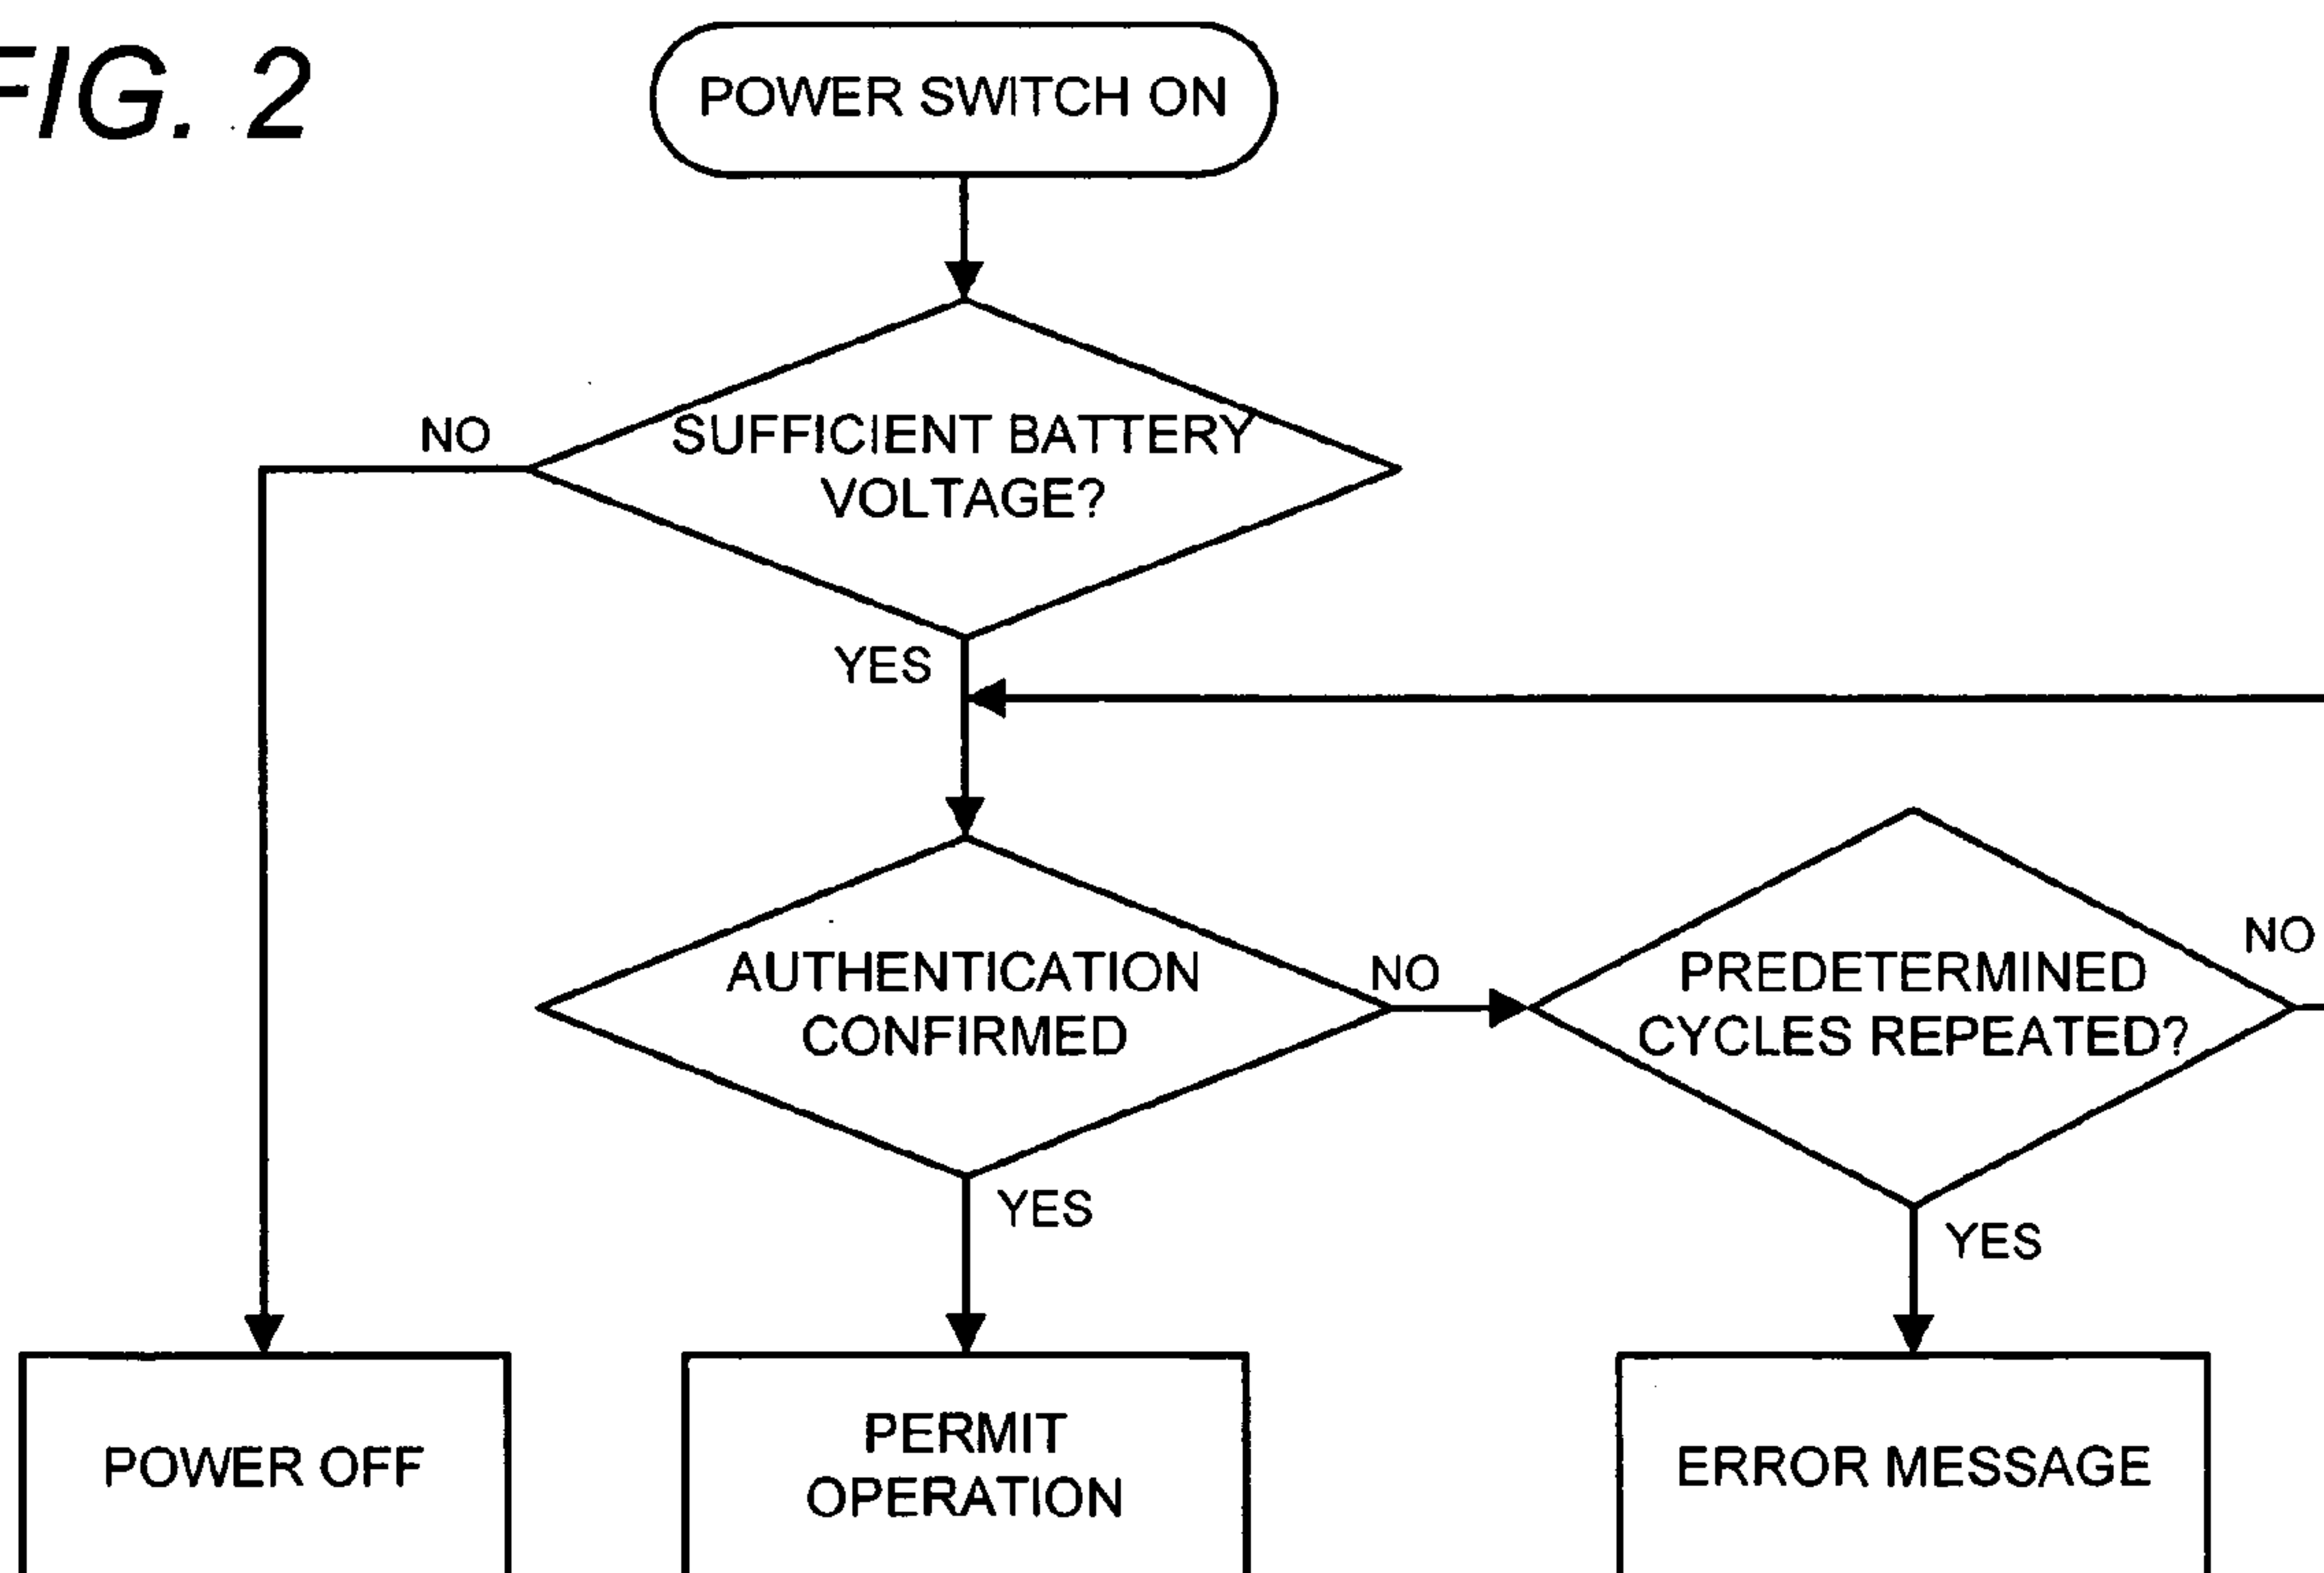 FIG. 2
POWER SWITCH ON
NO
SUFFICIENT BATTERY
VOLTAGE?
YES
AUTHENTICATION
CONFIRMED
NO
PREDETERMINED
CYCLES REPEATED?
NO
YES
YES
POWER OFF
PERMIT
OPERATION
ERROR MESSAGE